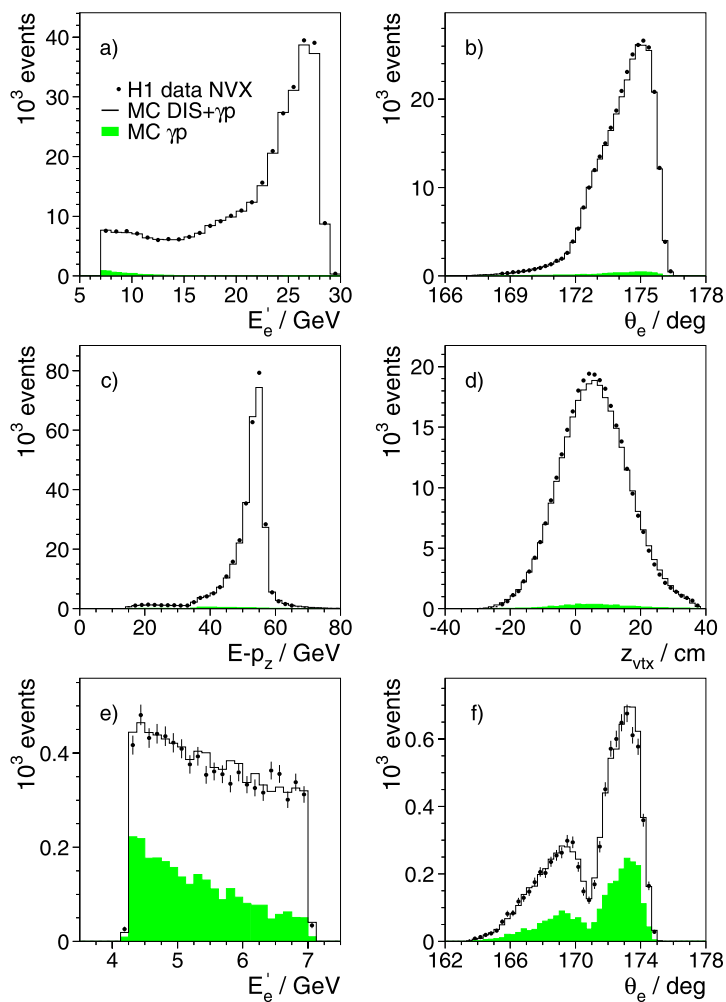 10³ events
a)
H1 data NVX
MC DIS+γp
MC γp
40
30
20
10
0
5 10 15 20 25 30
E′e / GeV
10³ events
b)
20
10
0
166 169 172 175 178
θe / deg
10³ events
c)
80
60
40
20
0
0 20 40 60 80
E-pz / GeV
10³ events
d)
20
15
10
5
0
-40 -20 0 20 40
zvtx / cm
10³ events
e)
0.4
0.2
0
4 5 6 7
E′e / GeV
10³ events
f)
0.6
0.4
0.2
0
162 166 170 174 178
θe / deg